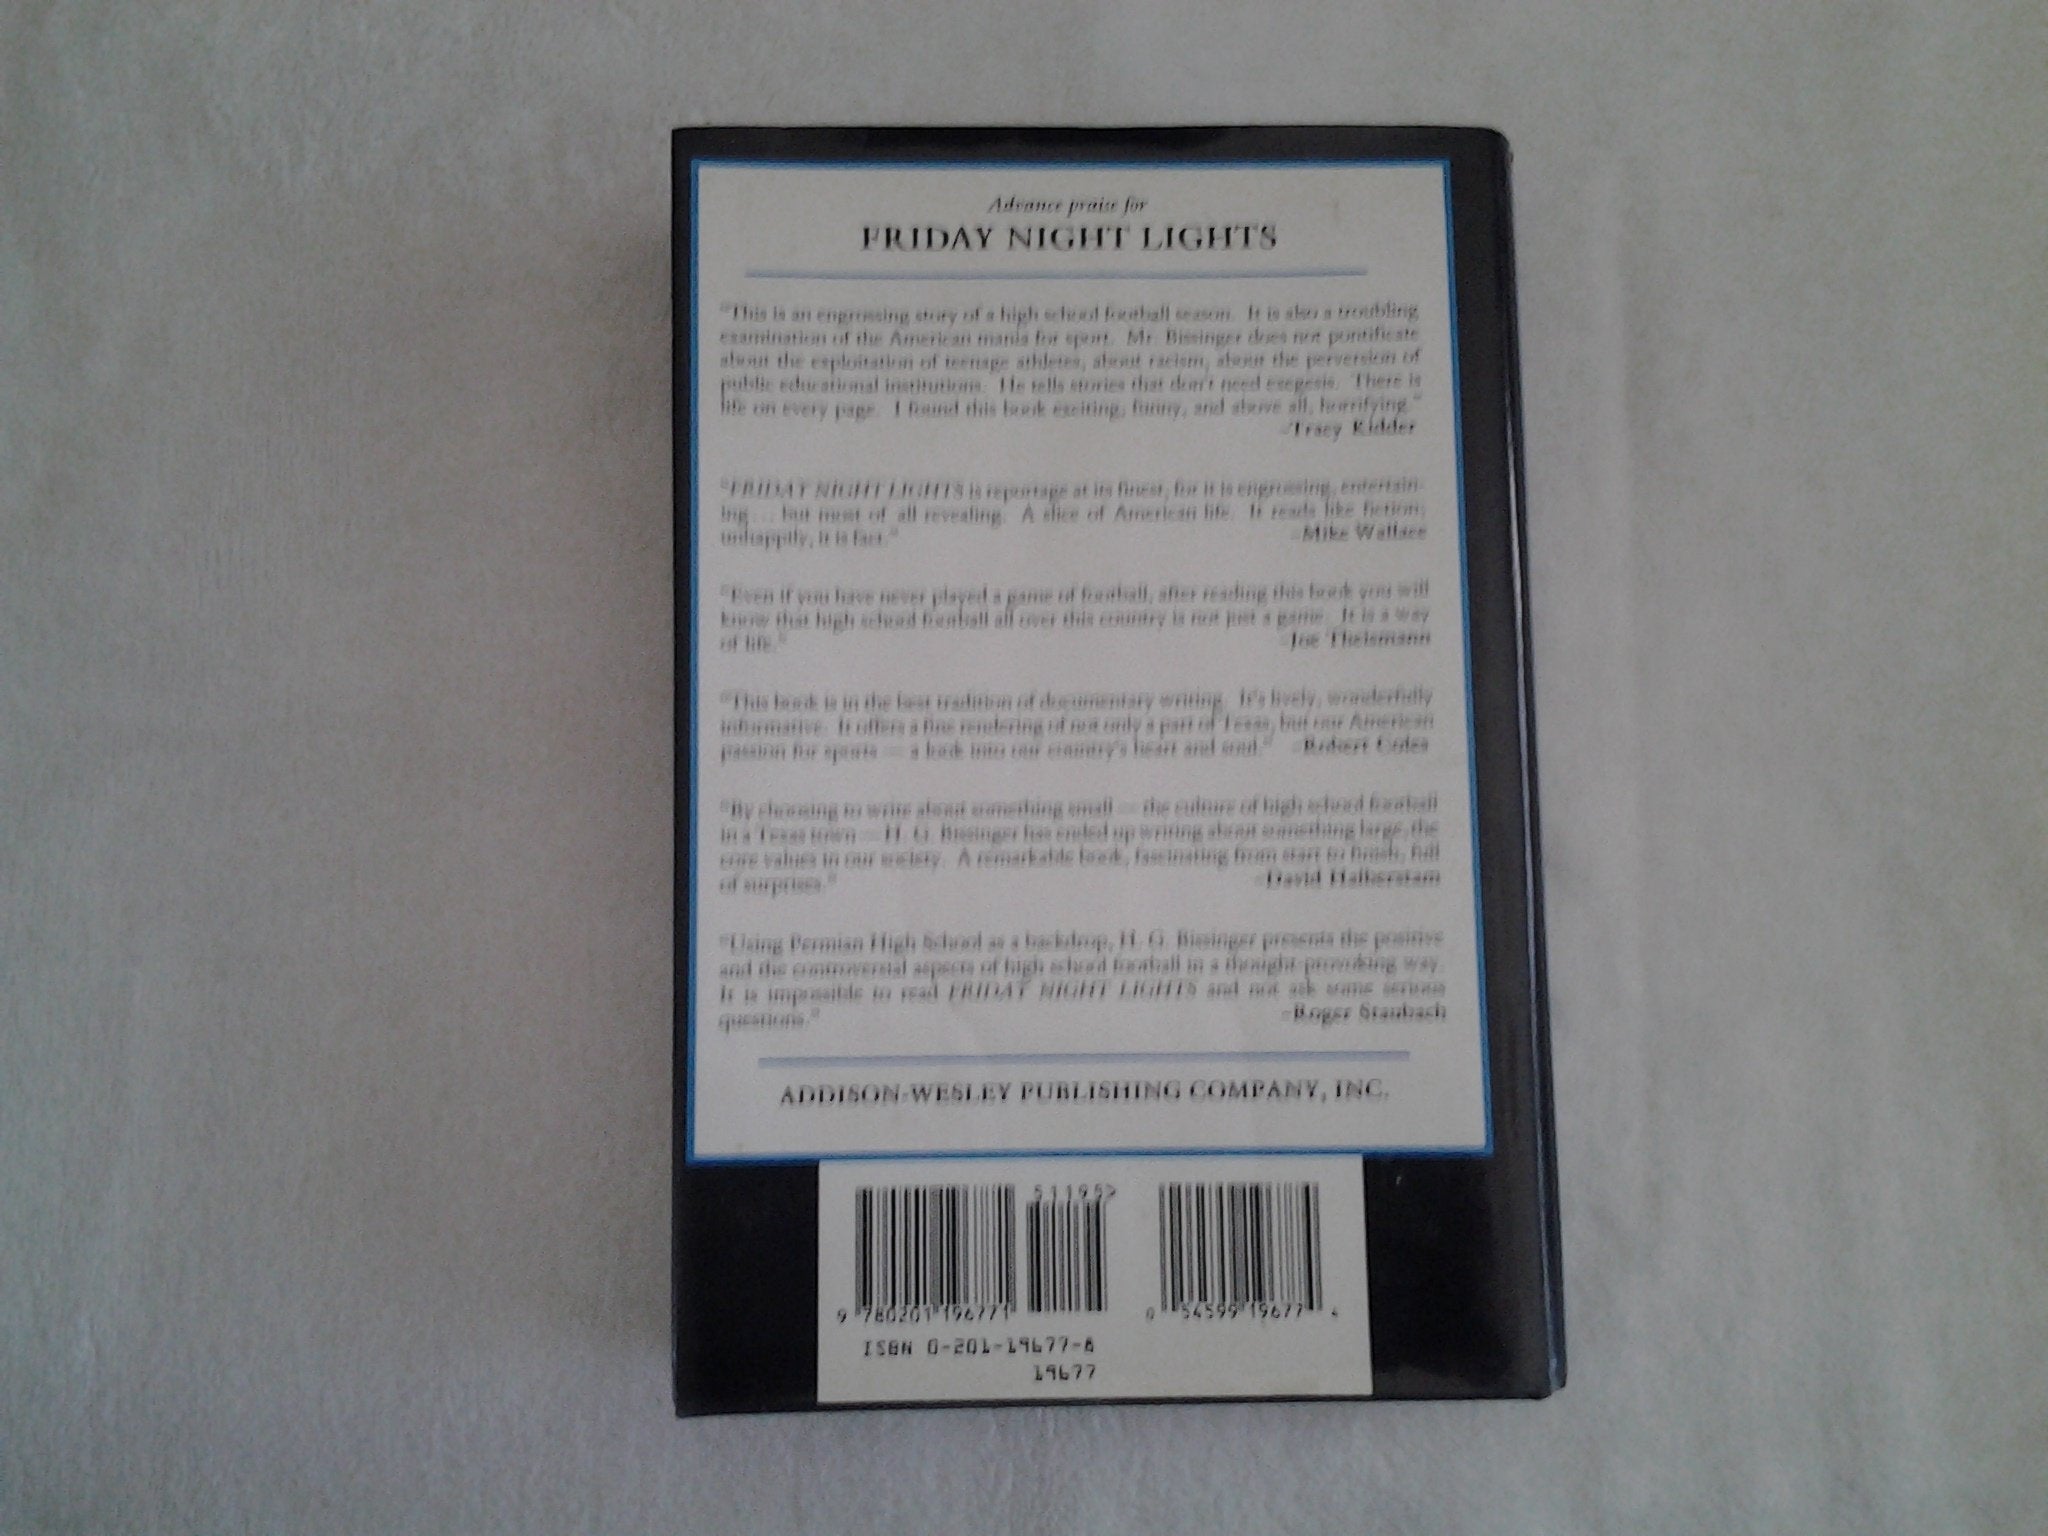 Advance praise for
FRIDAY NIGHT LIGHTS
"This is an engrossing story of a high school football season. It is also a troubling
examination of the American mania for sport. Mr. Bissinger does not pontificate
about the exploitation of teenage athletes, about racism, about the perversion of
public educational institutions. He tells stories that don't need exegesis. There is
life on every page. I found this book exciting, funny, and above all, horrifying."
-Tracy Kidder
"FRIDAY NIGHT LIGHTS is reportage at its finest, for it is engrossing, entertain-
ing ... but most of all revealing. A slice of American life. It reads like fiction;
unhappily, it is fact." -Mike Wallace
"Even if you have never played a game of football, after reading this book you will
know that high school football all over this country is not just a game. It is a way
of life." -Joe Theismann
"This book is in the best tradition of documentary writing. It's lively, wonderfully
informative. It offers a fine rendering of not only a part of Texas, but our American
passion for sports — a look into our country's heart and soul." -Robert Coles
"By choosing to write about something small — the culture of high school football
in a Texas town — H. G. Bissinger has ended up writing about something large, the
core values in our society. A remarkable book, fascinating from start to finish, full
of surprises." -David Halberstam
"Using Permian High School as a backdrop, H. G. Bissinger presents the positive
and the controversial aspects of high school football in a thought-provoking way.
It is impossible to read FRIDAY NIGHT LIGHTS and not ask some serious
questions." -Roger Staubach
ADDISON-WESLEY PUBLISHING COMPANY, INC.
51195>
9 780201 196771
0 54599 19677 4
ISBN 0-201-19677-8
19677